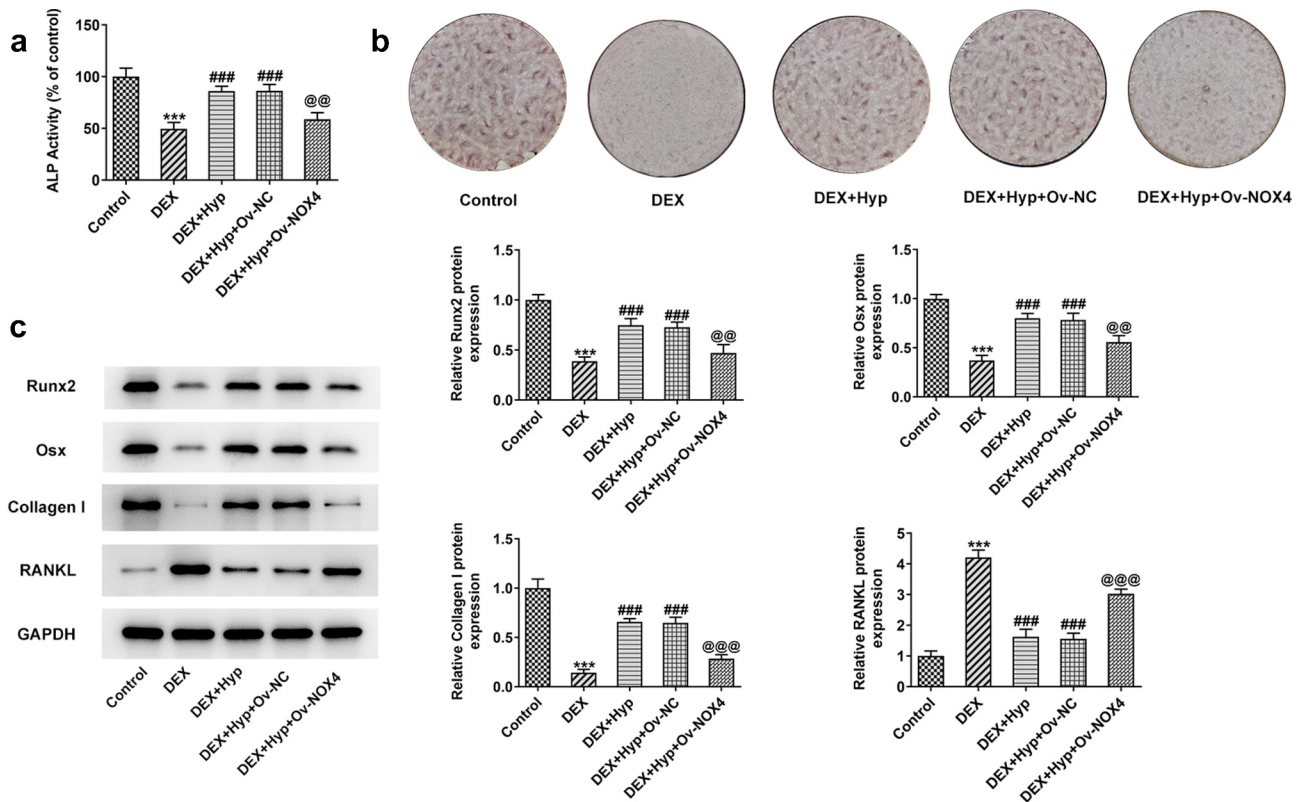 a
ALP Activity (% of control)
150
100
50
0
***
###
###
@@
Control
DEX
DEX+Hyp
DEX+Hyp+Ov-NC
DEX+Hyp+Ov-NOX4
b
Control
DEX
DEX+Hyp
DEX+Hyp+Ov-NC
DEX+Hyp+Ov-NOX4
c
Runx2
Osx
Collagen I
RANKL
GAPDH
Control
DEX
DEX+Hyp
DEX+Hyp+Ov-NC
DEX+Hyp+Ov-NOX4
Relative Runx2 protein
expression
1.5
1.0
0.5
0.0
***
###
###
@@
Control
DEX
DEX+Hyp
DEX+Hyp+Ov-NC
DEX+Hyp+Ov-NOX4
Relative Osx protein
expression
1.5
1.0
0.5
0.0
***
###
###
@@
Control
DEX
DEX+Hyp
DEX+Hyp+Ov-NC
DEX+Hyp+Ov-NOX4
Relative Collagen I protein
expression
1.5
1.0
0.5
0.0
***
###
###
@@@
Control
DEX
DEX+Hyp
DEX+Hyp+Ov-NC
DEX+Hyp+Ov-NOX4
Relative RANKL protein
expression
5
4
3
2
1
0
***
###
###
@@@
Control
DEX
DEX+Hyp
DEX+Hyp+Ov-NC
DEX+Hyp+Ov-NOX4